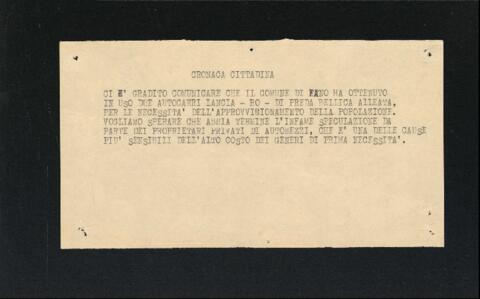 CRONACA CITTADINA
CI E' GRADITO COMUNICARE CHE IL COMUNE DI FANO HA OTTENUTO
IN USO DUE AUTOCARRI LANCIA - RO - DI PREDA BELLICA ALLEATA,
PER LE NECESSITA' DELL'APPROVVISIONAMENTO DELLA POPOLAZIONE.
VOGLIAMO SPERARE CHE ABBIA TERMINE L'INFAME SPECULAZIONE DA
PARTE DEI PROPRIETARI PRIVATI DI AUTOMEZZI, CHE E' UNA DELLE CAUSE
PIU' SENSIBILI DELL'ALTO COSTO DEI GENERI DI PRIMA NECESSITA'.